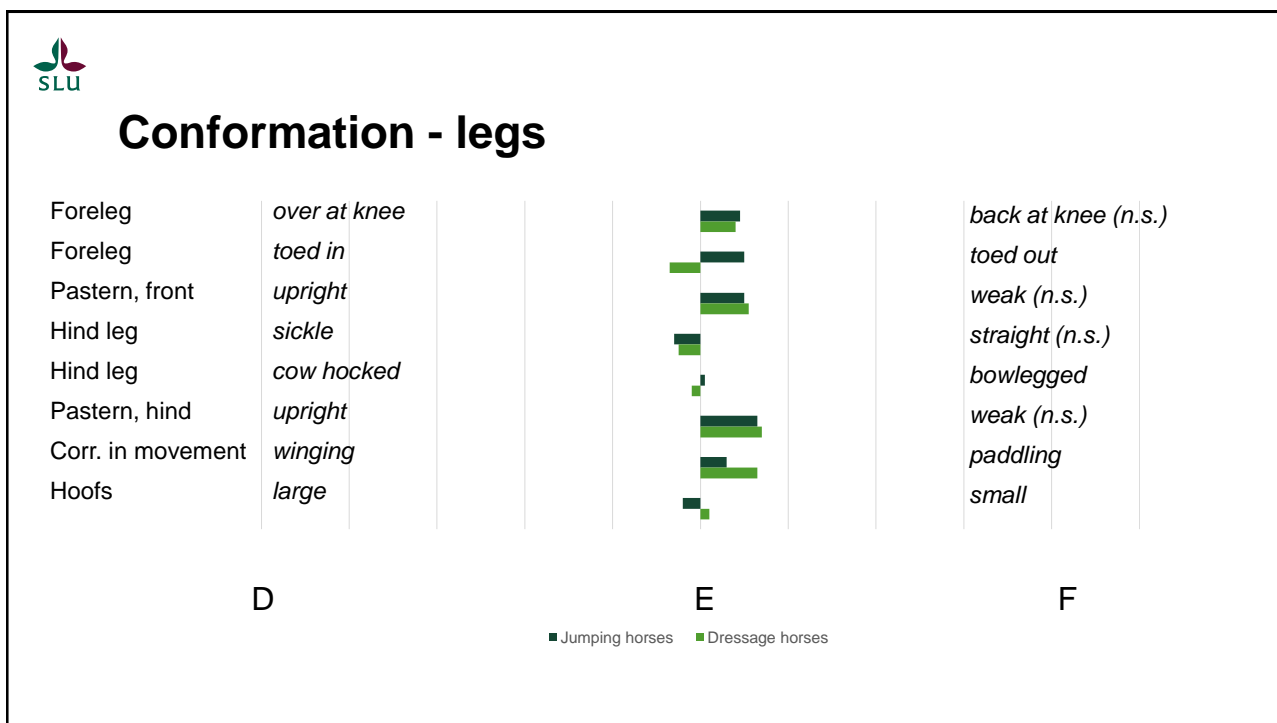 SLU
Conformation - legs
Foreleg over at knee back at knee (n.s.)
Foreleg toed in toed out
Pastern, front upright weak (n.s.)
Hind leg sickle straight (n.s.)
Hind leg cow hocked bowlegged
Pastern, hind upright weak (n.s.)
Corr. in movement winging paddling
Hoofs large small
D E F
Jumping horses Dressage horses